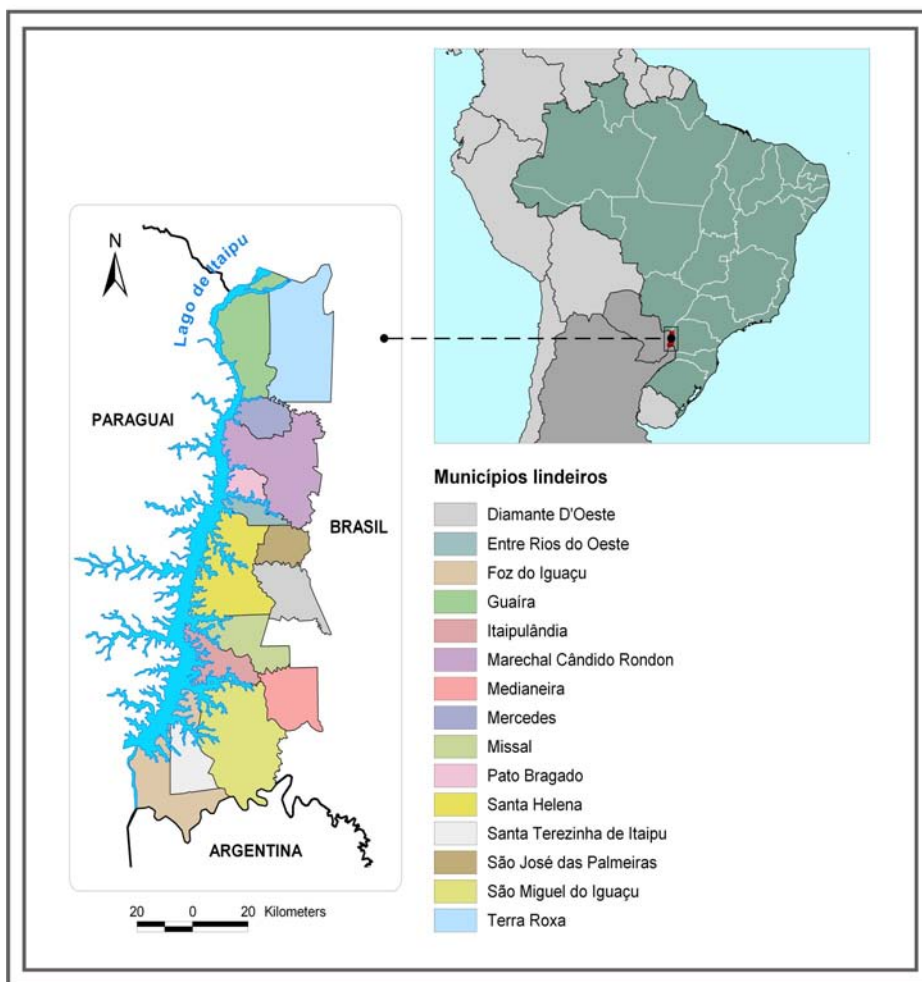 N
Lago de Itaipu
PARAGUAI
BRASIL
ARGENTINA
20 0 20 Kilometers
Municípios lindeiros
Diamante D'Oeste
Entre Rios do Oeste
Foz do Iguaçu
Guaíra
Itaipulândia
Marechal Cândido Rondon
Medianeira
Mercedes
Missal
Pato Bragado
Santa Helena
Santa Terezinha de Itaipu
São José das Palmeiras
São Miguel do Iguaçu
Terra Roxa